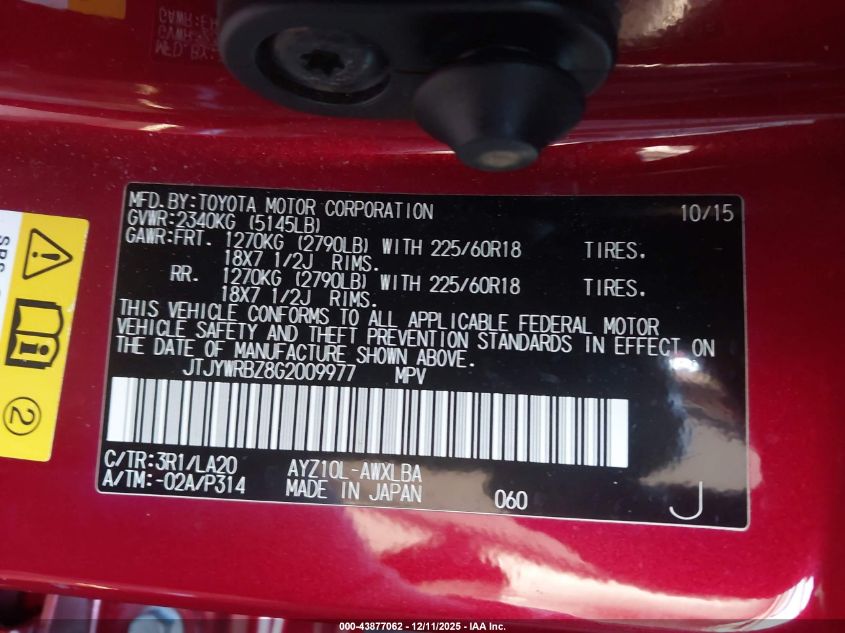 MFD.BY:TOYOTA MOTOR CORPORATION 10/15
GVWR:2340KG (5145LB)
GAWR:FRT. 1270KG (2790LB) WITH 225/60R18 TIRES.
18X7 1/2J RIMS.
RR. 1270KG (2790LB) WITH 225/60R18 TIRES.
18X7 1/2J RIMS.
THIS VEHICLE CONFORMS TO ALL APPLICABLE FEDERAL MOTOR
VEHICLE SAFETY AND THEFT PREVENTION STANDARDS IN EFFECT ON
THE DATE OF MANUFACTURE SHOWN ABOVE.
JTJYWRBZ8G2009977 MPV
C/TR:3R1/LA20 AYZ10L-AWXLBA
A/TM:-02A/P314 MADE IN JAPAN 060 J
2
000-43877062 - 12/11/2025 - IAA Inc.